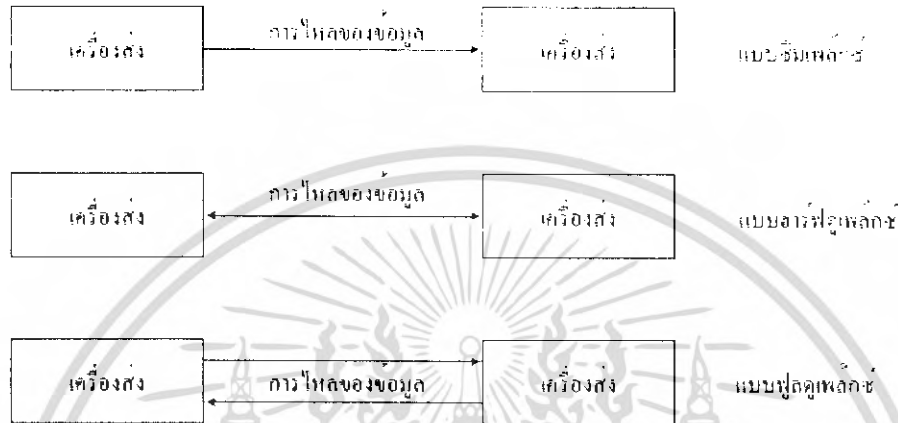 เครื่องส่ง การไหลของข้อมูล เครื่องส่ง แบบซิมเพล็กซ์
เครื่องส่ง การไหลของข้อมูล เครื่องส่ง แบบฮาร์ฟดูเพล็กซ์
เครื่องส่ง การไหลของข้อมูล เครื่องส่ง แบบฟูลดูเพล็กซ์